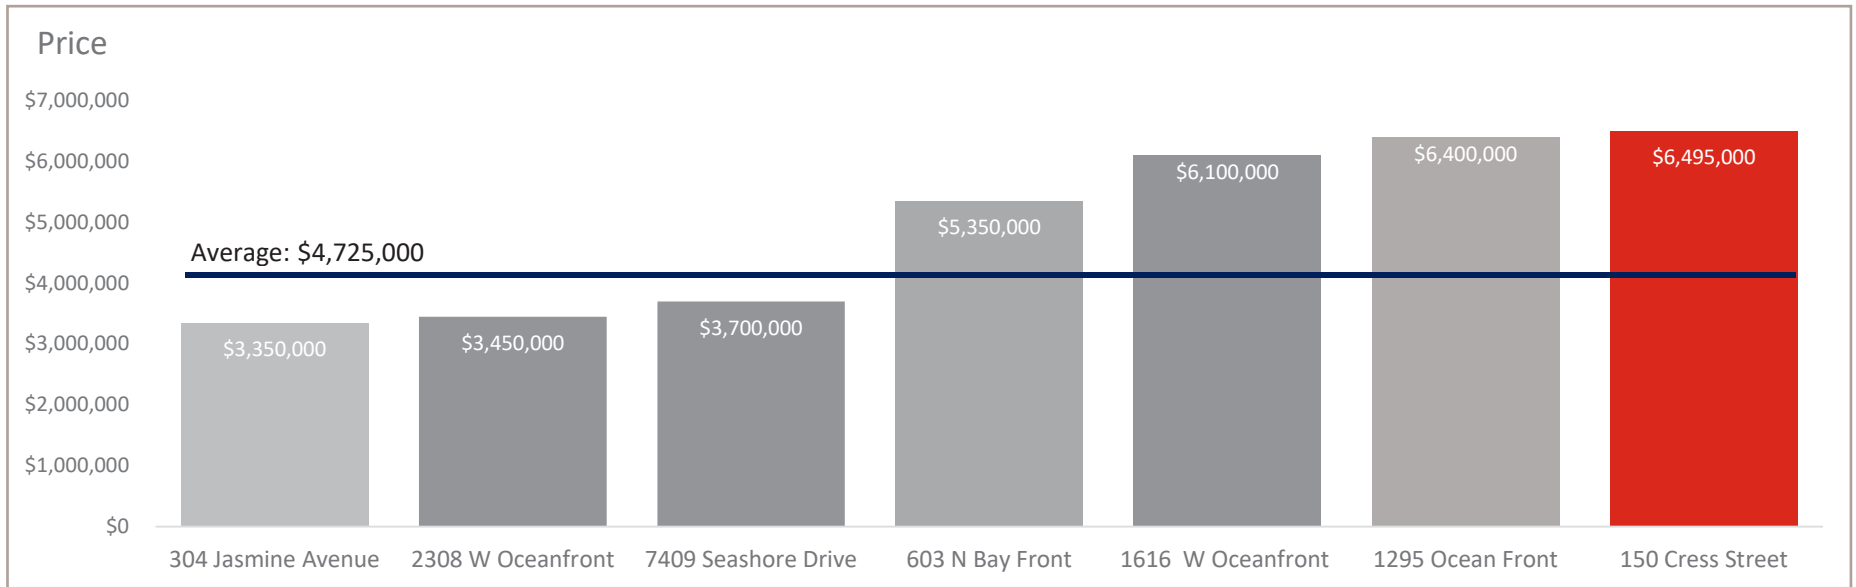 Price
$7,000,000
$6,000,000
$5,000,000
$4,000,000
$3,000,000
$2,000,000
$1,000,000
$0
Average: $4,725,000
$3,350,000
$3,450,000
$3,700,000
$5,350,000
$6,100,000
$6,400,000
$6,495,000
304 Jasmine Avenue
2308 W Oceanfront
7409 Seashore Drive
603 N Bay Front
1616  W Oceanfront
1295 Ocean Front
150 Cress Street